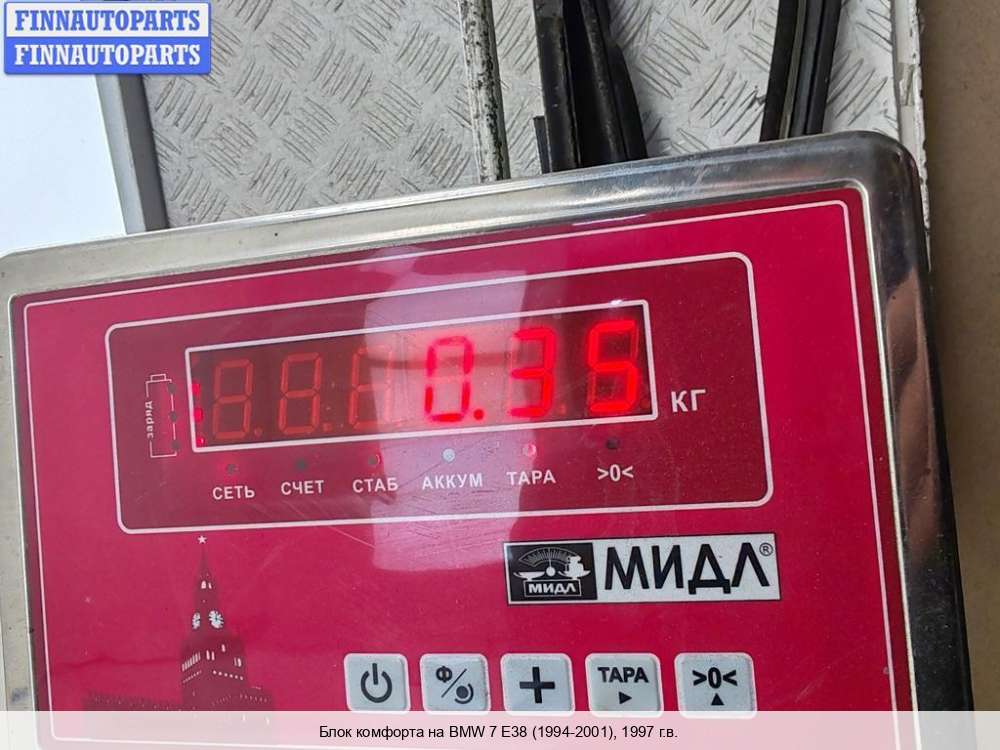 FINNAUTOPARTS
FINNAUTOPARTS
0.35
КГ
заряд
СЕТЬ СЧЕТ СТАБ АККУМ ТАРА >0<
МИДЛ МИДЛ®
Ф/ + ТАРА >0<
Блок комфорта на BMW 7 E38 (1994-2001), 1997 г.в.